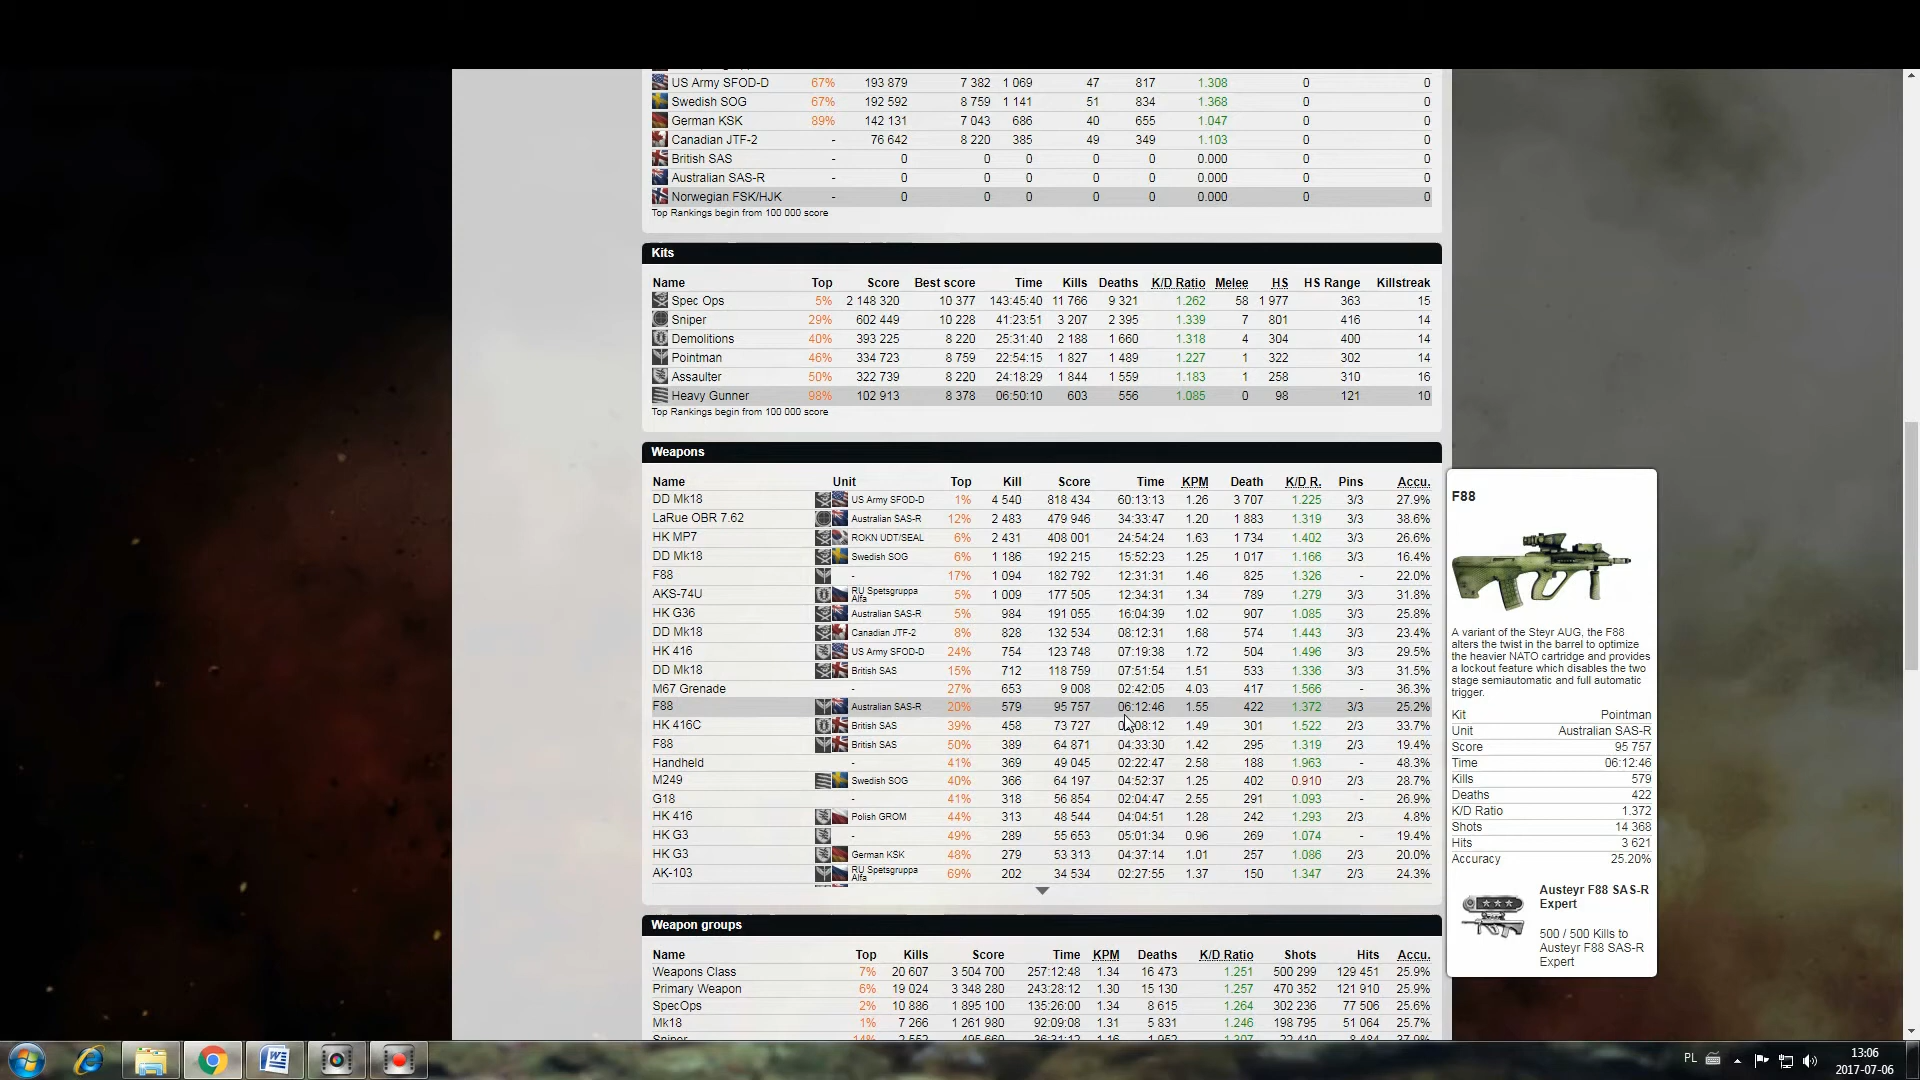 US Army SFOD-D 67% 193 879 7 382 1 069 47 817 1.308 0 0
Swedish SOG 67% 192 592 8 759 1 141 51 834 1.368 0 0
German KSK 89% 142 131 7 043 686 40 655 1.047 0 0
Canadian JTF-2 - 76 642 8 220 385 49 349 1.103 0 0
British SAS - 0 0 0 0 0 0.000 0 0
Australian SAS-R - 0 0 0 0 0 0.000 0 0
Norwegian FSK/HJK - 0 0 0 0 0 0.000 0 0
Top Rankings begin from 100 000 score
Kits
Name Top Score Best score Time Kills Deaths K/D Ratio Melee HS HS Range Killstreak
Spec Ops 5% 2 148 320 10 377 143:45:40 11 766 9 321 1.262 58 1 977 363 15
Sniper 29% 602 449 10 228 41:23:51 3 207 2 395 1.339 7 801 416 14
Demolitions 40% 393 225 8 220 25:31:40 2 188 1 660 1.318 4 304 400 14
Pointman 46% 334 723 8 759 22:54:15 1 827 1 489 1.227 1 322 302 14
Assaulter 50% 322 739 8 220 24:18:29 1 844 1 559 1.183 1 258 310 16
Heavy Gunner 98% 102 913 8 378 06:50:10 603 556 1.085 0 98 121 10
Top Rankings begin from 100 000 score
Weapons
Name Unit Top Kill Score Time KPM Death K/D R. Pins Accu.
DD Mk18 US Army SFOD-D 1% 4 540 818 434 60:13:13 1.26 3 707 1.225 3/3 27.9%
LaRue OBR 7.62 Australian SAS-R 12% 2 483 479 946 34:33:47 1.20 1 883 1.319 3/3 38.6%
HK MP7 ROKN UDT/SEAL 6% 2 431 408 001 24:54:24 1.63 1 734 1.402 3/3 26.6%
DD Mk18 Swedish SOG 6% 1 186 192 215 15:52:23 1.25 1 017 1.166 3/3 16.4%
F88 - 17% 1 094 182 792 12:31:31 1.46 825 1.326 - 22.0%
AKS-74U RU Spetsgruppa Alfa 5% 1 009 177 505 12:34:31 1.34 789 1.279 3/3 31.8%
HK G36 Australian SAS-R 5% 984 191 055 16:04:39 1.02 907 1.085 3/3 25.8%
DD Mk18 Canadian JTF-2 8% 828 132 534 08:12:31 1.68 574 1.443 3/3 23.4%
HK 416 US Army SFOD-D 24% 754 123 748 07:19:38 1.72 504 1.496 3/3 29.5%
DD Mk18 British SAS 15% 712 118 759 07:51:54 1.51 533 1.336 3/3 31.5%
M67 Grenade - 27% 653 9 008 02:42:05 4.03 417 1.566 - 36.3%
F88 Australian SAS-R 20% 579 95 757 06:12:46 1.55 422 1.372 3/3 25.2%
HK 416C British SAS 39% 458 73 727 :08:12 1.49 301 1.522 2/3 33.7%
F88 British SAS 50% 389 64 871 04:33:30 1.42 295 1.319 2/3 19.4%
Handheld - 41% 369 49 045 02:22:47 2.58 188 1.963 - 48.3%
M249 Swedish SOG 40% 366 64 197 04:52:37 1.25 402 0.910 2/3 28.7%
G18 - 41% 318 56 854 02:04:47 2.55 291 1.093 - 26.9%
HK 416 Polish GROM 44% 313 48 544 04:04:51 1.28 242 1.293 2/3 4.8%
HK G3 - 49% 289 55 653 05:01:34 0.96 269 1.074 - 19.4%
HK G3 German KSK 48% 279 53 313 04:37:14 1.01 257 1.086 2/3 20.0%
AK-103 RU Spetsgruppa Alfa 69% 202 34 534 02:27:55 1.37 150 1.347 2/3 24.3%
Weapon groups
Name Top Kills Score Time KPM Deaths K/D Ratio Shots Hits Accu.
Weapons Class 7% 20 607 3 504 700 257:12:48 1.34 16 473 1.251 500 299 129 451 25.9%
Primary Weapon 6% 19 024 3 348 280 243:28:12 1.30 15 130 1.257 470 352 121 910 25.9%
SpecOps 2% 10 886 1 895 100 135:26:00 1.34 8 615 1.264 302 236 77 506 25.6%
Mk18 1% 7 266 1 261 980 92:09:08 1.31 5 831 1.246 198 795 51 064 25.7%
F88
A variant of the Steyr AUG, the F88
alters the twist in the barrel to optimize
the heavier NATO cartridge and provides
a lockout feature which disables the two
stage semiautomatic and full automatic
trigger.
Kit Pointman
Unit Australian SAS-R
Score 95 757
Time 06:12:46
Kills 579
Deaths 422
K/D Ratio 1.372
Shots 14 368
Hits 3 621
Accuracy 25.20%
Austeyr F88 SAS-R
Expert
500 / 500 Kills to
Austeyr F88 SAS-R
Expert
PL
13:06
2017-07-06